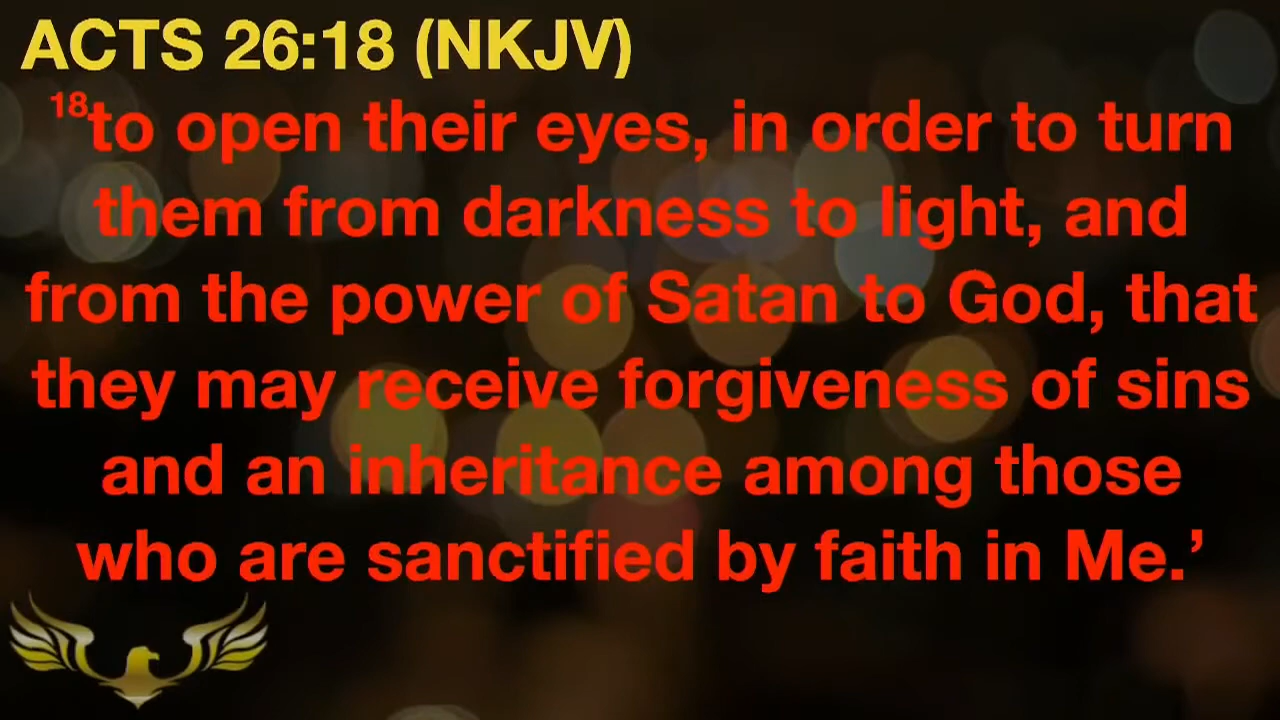 ACTS 26:18 (NKJV)
18to open their eyes, in order to turn
them from darkness to light, and
from the power of Satan to God, that
they may receive forgiveness of sins
and an inheritance among those
who are sanctified by faith in Me.’